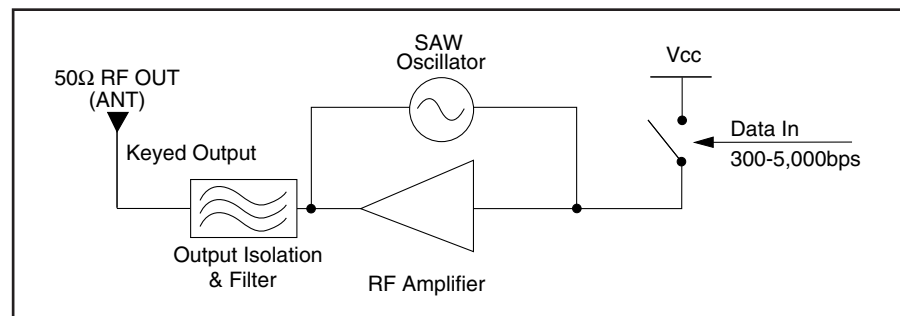 SAW
Oscillator
Vcc
50Ω RF OUT
(ANT)
Keyed Output
Data In
300-5,000bps
Output Isolation
& Filter
RF Amplifier